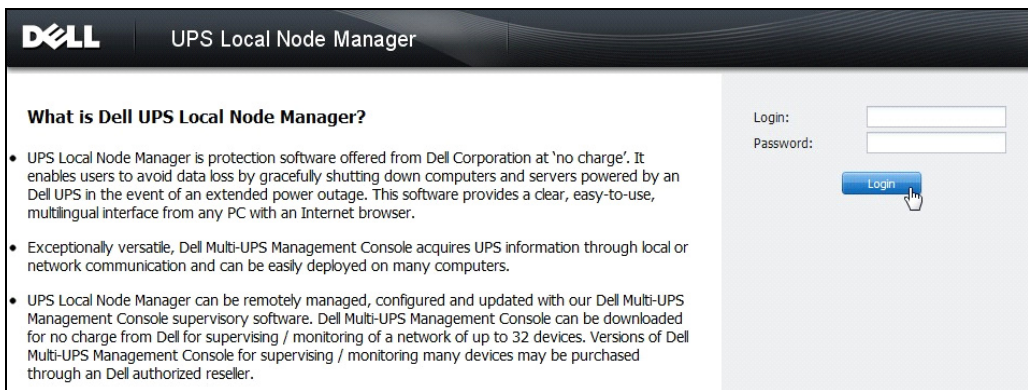 DELL UPS Local Node Manager
What is Dell UPS Local Node Manager?
• UPS Local Node Manager is protection software offered from Dell Corporation at ‘no charge’. It
enables users to avoid data loss by gracefully shutting down computers and servers powered by an
Dell UPS in the event of an extended power outage. This software provides a clear, easy-to-use,
multilingual interface from any PC with an Internet browser.
• Exceptionally versatile, Dell Multi-UPS Management Console acquires UPS information through local or
network communication and can be easily deployed on many computers.
• UPS Local Node Manager can be remotely managed, configured and updated with our Dell Multi-UPS
Management Console supervisory software. Dell Multi-UPS Management Console can be downloaded
for no charge from Dell for supervising / monitoring of a network of up to 32 devices. Versions of Dell
Multi-UPS Management Console for supervising / monitoring many devices may be purchased
through an Dell authorized reseller.
Login:
Password:
Login